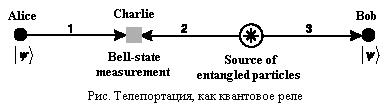 Alice
Charlie
Bob
1
2
3
|ψ⟩
Bell-state
measurement
Source of
entangled particles
|ψ⟩
Рис. Телепортация, как квантовое реле